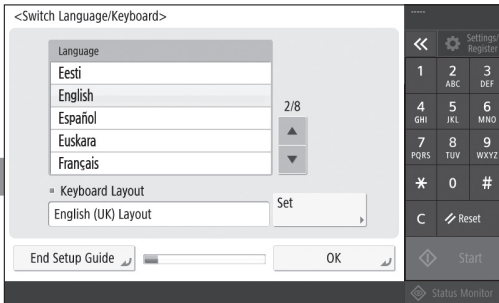 <Switch Language/Keyboard>
Language
Eesti
English
Español
Euskara
Français
2/8
Keyboard Layout
English (UK) Layout
Set
End Setup Guide
OK
Settings/
Register
1
2
ABC
3
DEF
4
GHI
5
JKL
6
MNO
7
PQRS
8
TUV
9
WXYZ
*
0
#
C
Reset
Start
Status Monitor